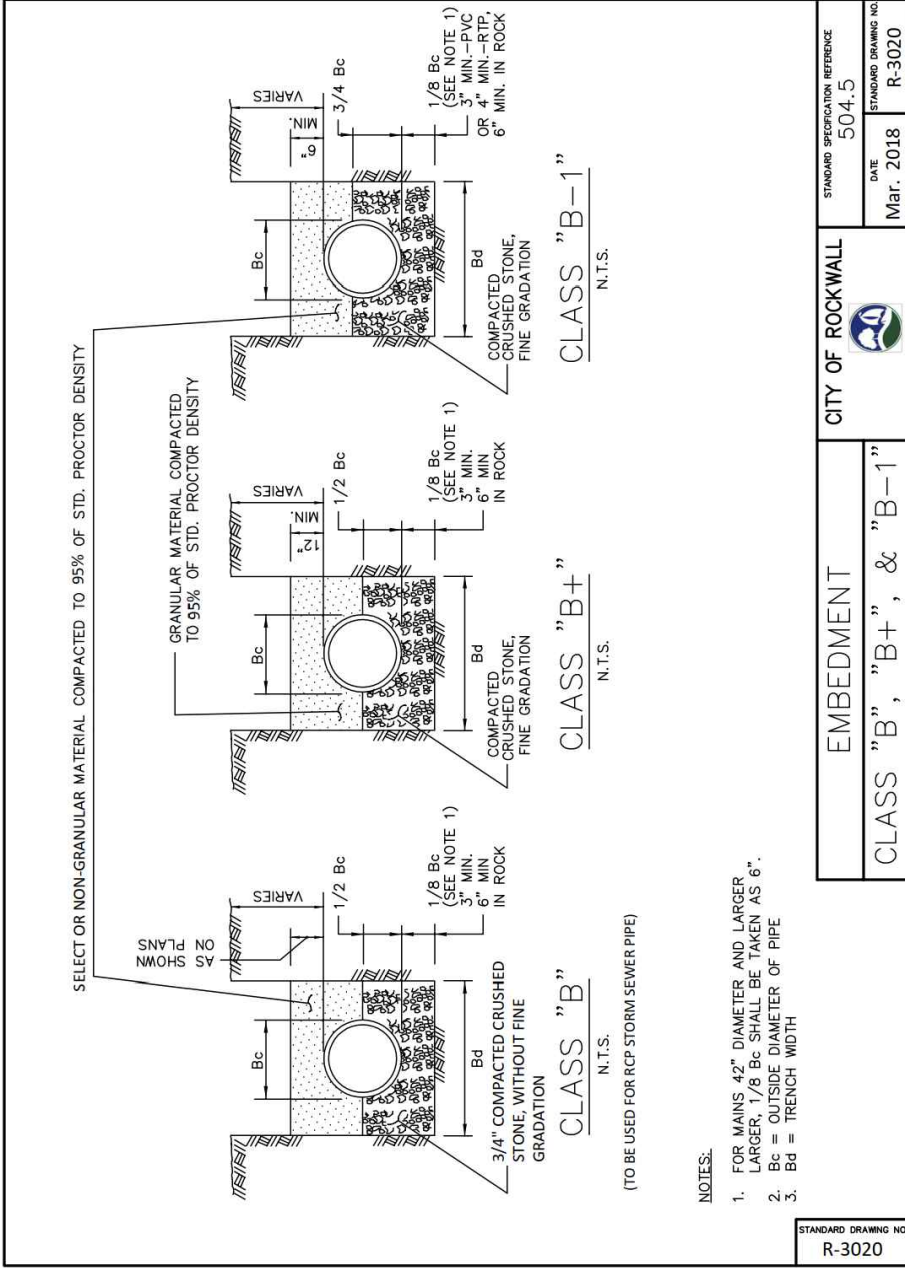 SELECT OR NON-GRANULAR MATERIAL COMPACTED TO 95% OF STD. PROCTOR DENSITY
AS SHOWN
ON PLANS
VARIES
Bc
1/2 Bc
1/8 Bc
(SEE NOTE 1)
3" MIN.
6" MIN
IN ROCK
Bd
3/4" COMPACTED CRUSHED
STONE, WITHOUT FINE
GRADATION
CLASS "B"
N.T.S.
(TO BE USED FOR RCP STORM SEWER PIPE)
GRANULAR MATERIAL COMPACTED
TO 95% OF STD. PROCTOR DENSITY
12"
MIN.
VARIES
Bc
1/2 Bc
1/8 Bc
(SEE NOTE 1)
3" MIN.
6" MIN
IN ROCK
Bd
COMPACTED
CRUSHED STONE,
FINE GRADATION
CLASS "B+"
N.T.S.
6"
MIN.
VARIES
Bc
3/4 Bc
1/8 Bc
(SEE NOTE 1)
3" MIN.-PVC
OR 4" MIN.-RTP,
6" MIN. IN ROCK
Bd
COMPACTED
CRUSHED STONE,
FINE GRADATION
CLASS "B-1"
N.T.S.
NOTES:
1. FOR MAINS 42" DIAMETER AND LARGER
LARGER, 1/8 Bc SHALL BE TAKEN AS 6".
2. Bc = OUTSIDE DIAMETER OF PIPE
3. Bd = TRENCH WIDTH
EMBEDMENT
CLASS "B", "B+", & "B-1"
CITY OF ROCKWALL
STANDARD SPECIFICATION REFERENCE
504.5
DATE
Mar. 2018
STANDARD DRAWING NO.
R-3020
STANDARD DRAWING NO.
R-3020